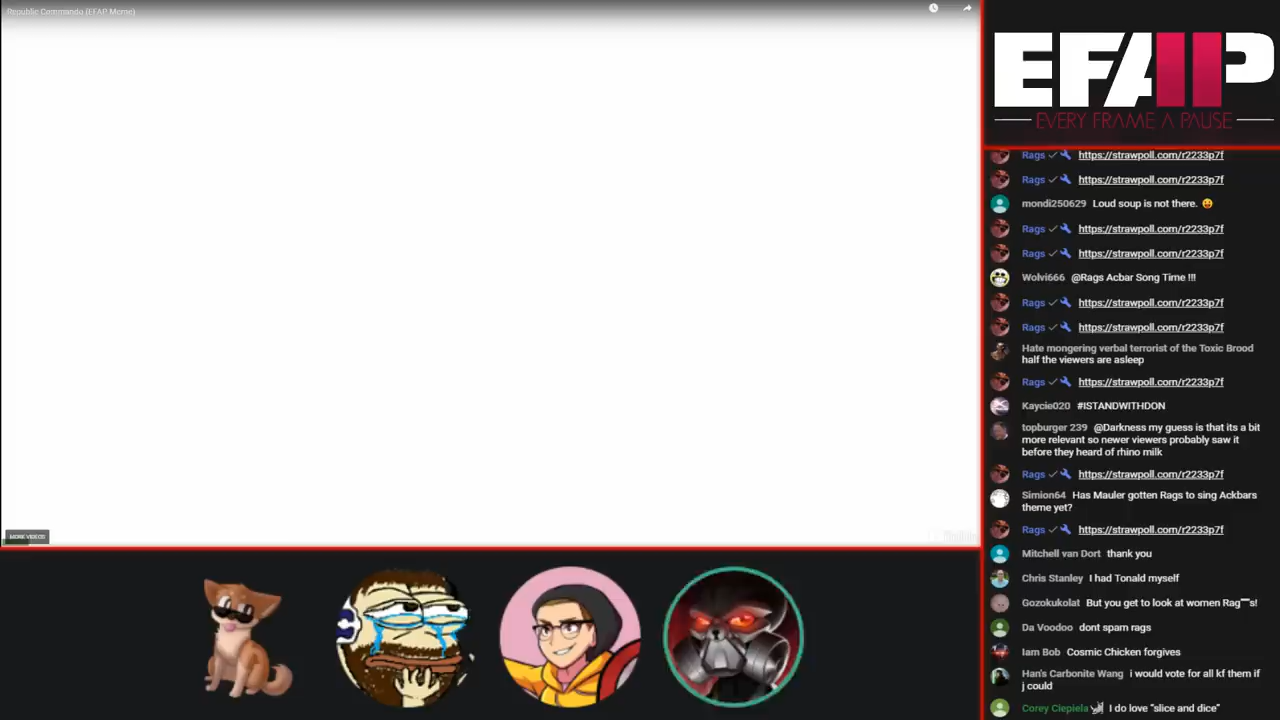 Republic Commando (EFAP Meme)
EFAP
EVERY FRAME A PAUSE
Rags https://strawpoll.com/r2233p7f
Rags https://strawpoll.com/r2233p7f
mondi250629 Loud soup is not there.
Rags https://strawpoll.com/r2233p7f
Rags https://strawpoll.com/r2233p7f
Wolvi666 @Rags Acbar Song Time !!!
Rags https://strawpoll.com/r2233p7f
Rags https://strawpoll.com/r2233p7f
Hate mongering verbal terrorist of the Toxic Brood
half the viewers are asleep
Rags https://strawpoll.com/r2233p7f
Kaycie020 #ISTANDWITHDON
topburger 239 @Darkness my guess is that its a bit
more relevant so newer viewers probably saw it
before they heard of rhino milk
Rags https://strawpoll.com/r2233p7f
Simion64 Has Mauler gotten Rags to sing Ackbars
theme yet?
Rags https://strawpoll.com/r2233p7f
Mitchell van Dort thank you
Chris Stanley I had Tonald myself
Gozokukolat But you get to look at women Rag"""s!
Da Voodoo dont spam rags
Iam Bob Cosmic Chicken forgives
Han's Carbonite Wang i would vote for all kf them if
j could
Corey Ciepiela I do love "slice and dice"
MORE VIDEOS